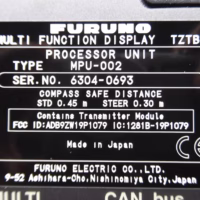 FURUNO
MULTI FUNCTION DISPLAY TZTB
PROCESSOR UNIT
TYPE MPU-002
SER.NO. 6304-0693
COMPASS SAFE DISTANCE
STD 0.45 m STEER 0.30 m
Contains Transmitter Module
FCC ID:ADB9ZW19P1079 IC:1281B-19P1079
Made in Japan
FURUNO ELECTRIC CO.,LTD.
9-52 Ashihara-Cho,Nishinomiya City,Japan
MULTI CAN bus